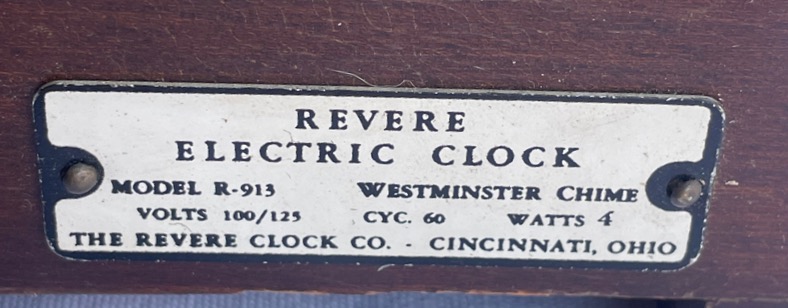 REVERE
ELECTRIC CLOCK
MODEL R-913 WESTMINSTER CHIME
VOLTS 100/125 CYC. 60 WATTS 4
THE REVERE CLOCK CO. - CINCINNATI, OHIO